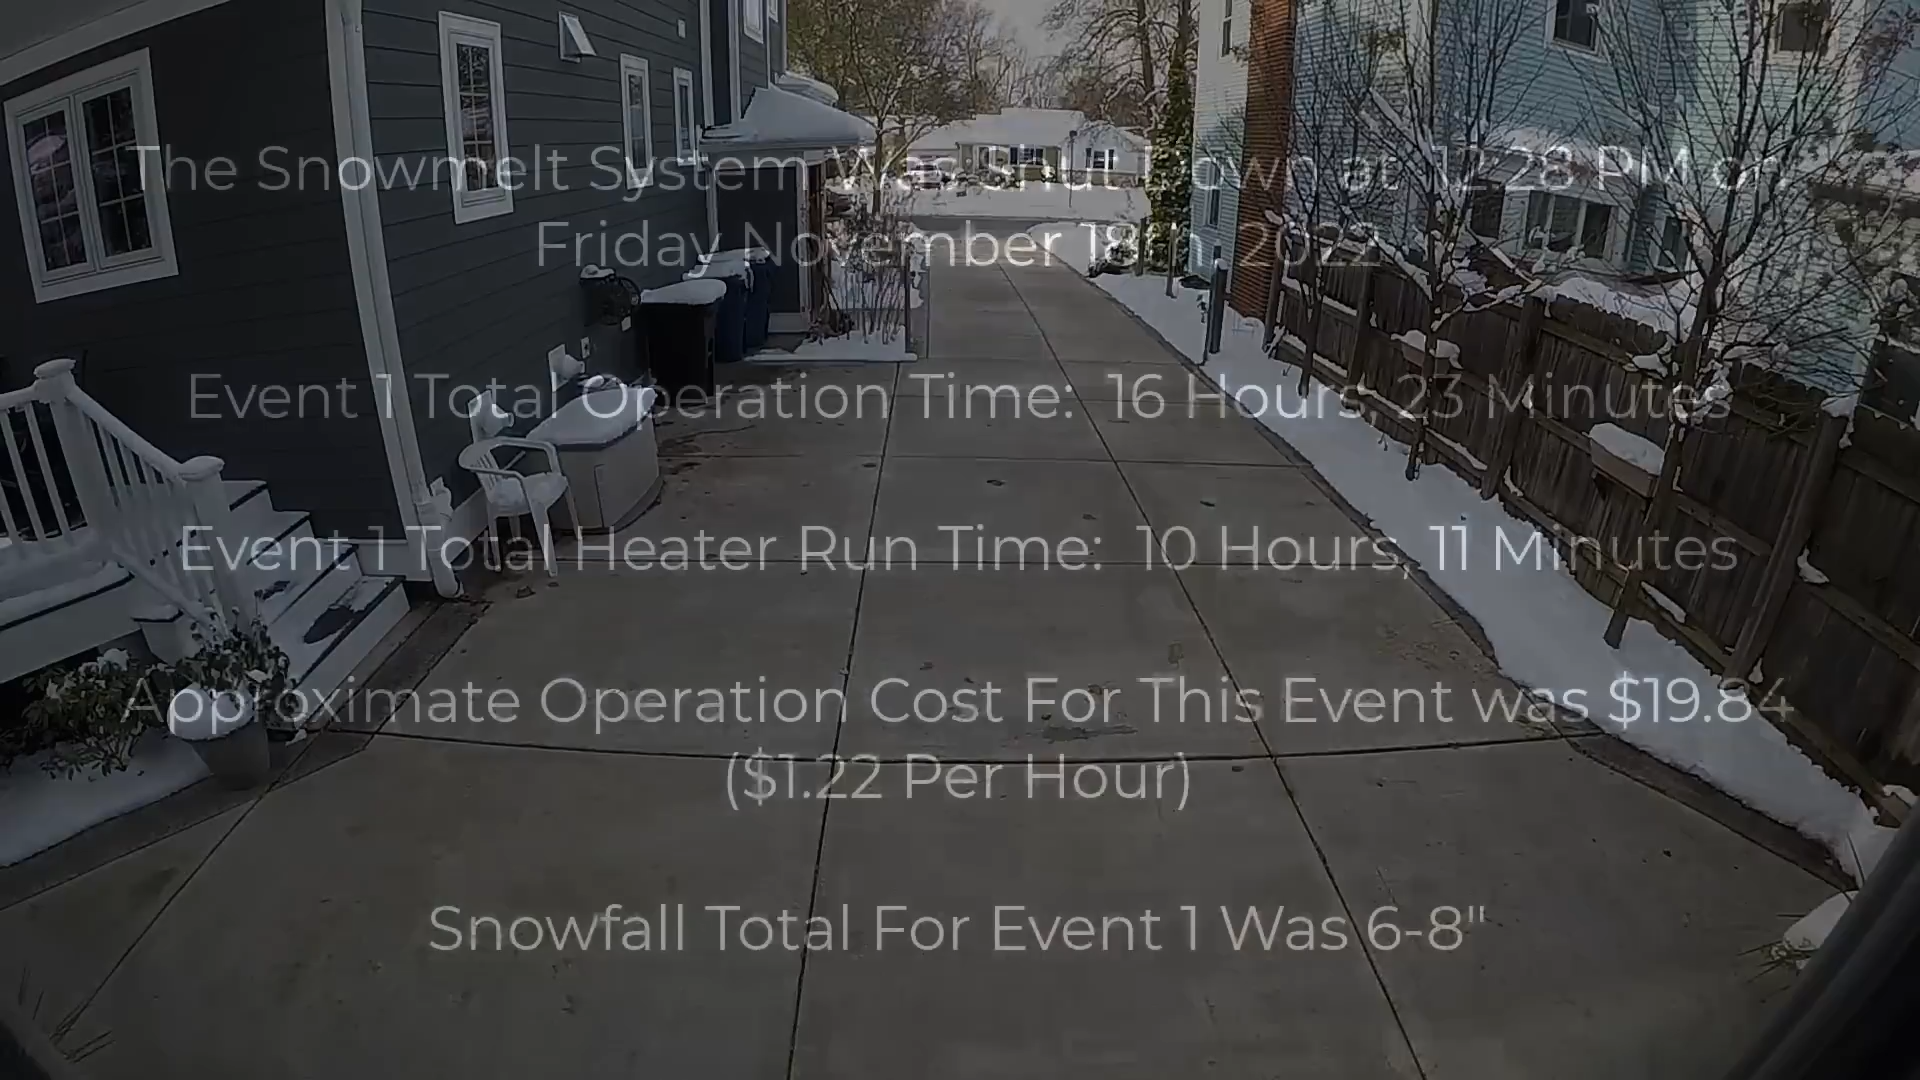 The Snowmelt System Was Shut Down at 12:28 PM on
Friday November 18th 2022
Event 1 Total Operation Time: 16 Hours, 23 Minutes
Event 1 Total Heater Run Time: 10 Hours, 11 Minutes
Approximate Operation Cost For This Event was $19.84
($1.22 Per Hour)
Snowfall Total For Event 1 Was 6-8"